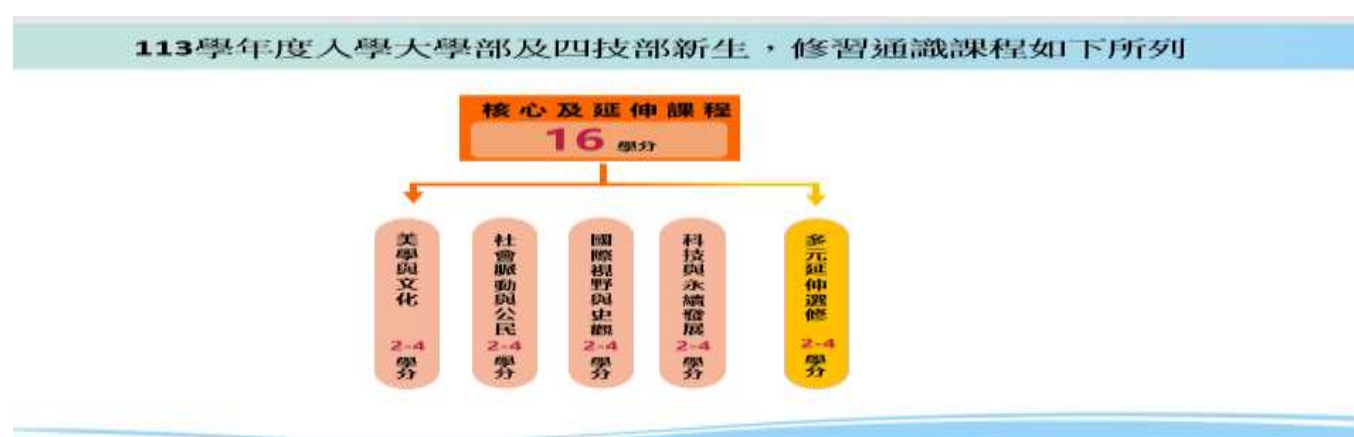 113學年度入學大學部及四技部新生，修習通識課程如下所列
核心及延伸課程
16 學分
美學與文化 2-4 學分
社會脈動與公民 2-4 學分
國際視野與史觀 2-4 學分
科技與永續發展 2-4 學分
多元延伸選修 2-4 學分